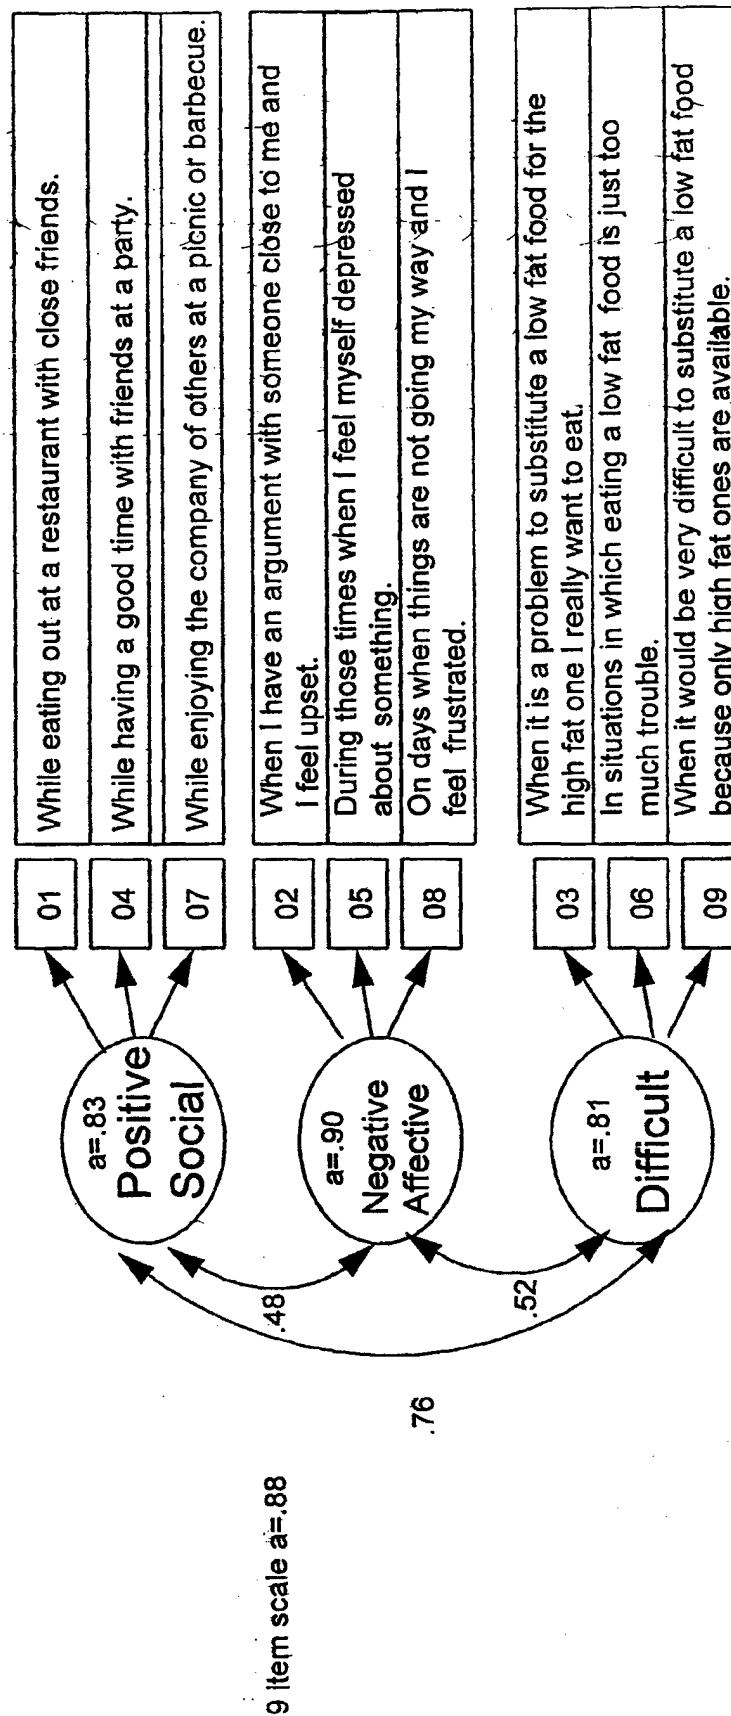 9 item scale a=.88
.76
.48
.52
a=.83
Positive
Social
a=.90
Negative
Affective
a=.81
Difficult
01
While eating out at a restaurant with close friends.
04
While having a good time with friends at a party.
07
While enjoying the company of others at a picnic or barbecue.
02
When I have an argument with someone close to me and
I feel upset.
05
During those times when I feel myself depressed
about something.
08
On days when things are not going my way and I
feel frustrated.
03
When it is a problem to substitute a low fat food for the
high fat one I really want to eat.
06
In situations in which eating a low fat food is just too
much trouble.
09
When it would be very difficult to substitute a low fat food
because only high fat ones are available.